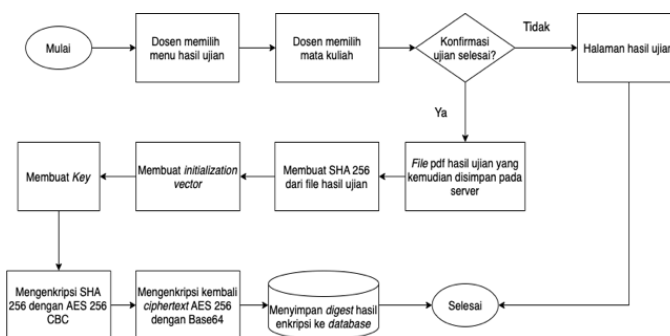 Mulai
Dosen memilih
menu hasil ujian
Dosen memilih
mata kuliah
Konfirmasi
ujian selesai?
Tidak
Halaman hasil ujian
Ya
File pdf hasil ujian yang
kemudian disimpan pada
server
Membuat SHA 256
dari file hasil ujian
Membuat initialization
vector
Membuat Key
Mengenkripsi SHA
256 dengan AES 256
CBC
Mengenkripsi kembali
ciphertext AES 256
dengan Base64
Menyimpan digest hasil
enkripsi ke database
Selesai